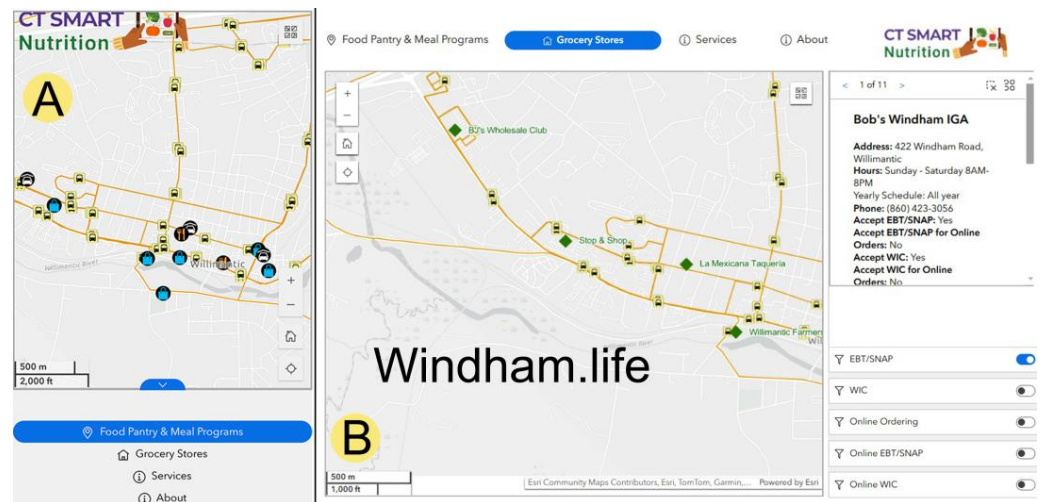 CT SMART
Nutrition
A
Willimantic River
Willimantic
+
−
500 m
2,000 ft
Food Pantry & Meal Programs
Grocery Stores
Services
About
Food Pantry & Meal Programs
Grocery Stores
Services
About
CT SMART
Nutrition
+
−
BJ's Wholesale Club
Stop & Shop
La Mexicana Taqueria
Willimantic Farmer
Willimantic River
Wil
Windham.life
B
500 m
1,000 ft
Esri Community Maps Contributors, Esri, TomTom, Garmin,...
Powered by Esri
< 1 of 11 >
Bob's Windham IGA
Address: 422 Windham Road,
Willimantic
Hours: Sunday - Saturday 8AM-
8PM
Yearly Schedule: All year
Phone: (860) 423-3056
Accept EBT/SNAP: Yes
Accept EBT/SNAP for Online
Orders: No
Accept WIC: Yes
Accept WIC for Online
Orders: No
EBT/SNAP
WIC
Online Ordering
Online EBT/SNAP
Online WIC